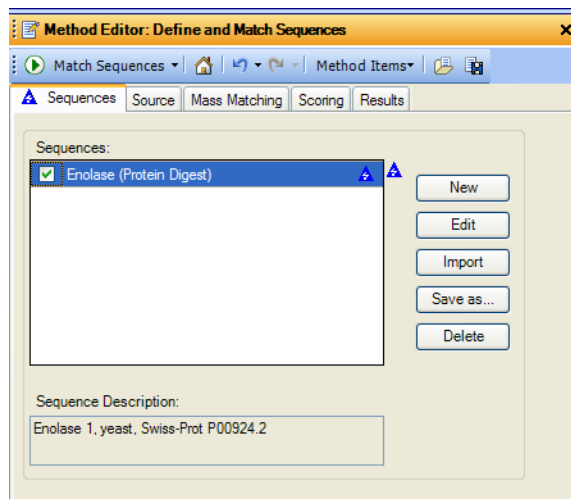 Method Editor: Define and Match Sequences
Match Sequences Method Items
Sequences Source Mass Matching Scoring Results
Sequences:
Enolase (Protein Digest)
New
Edit
Import
Save as...
Delete
Sequence Description:
Enolase 1, yeast, Swiss-Prot P00924.2